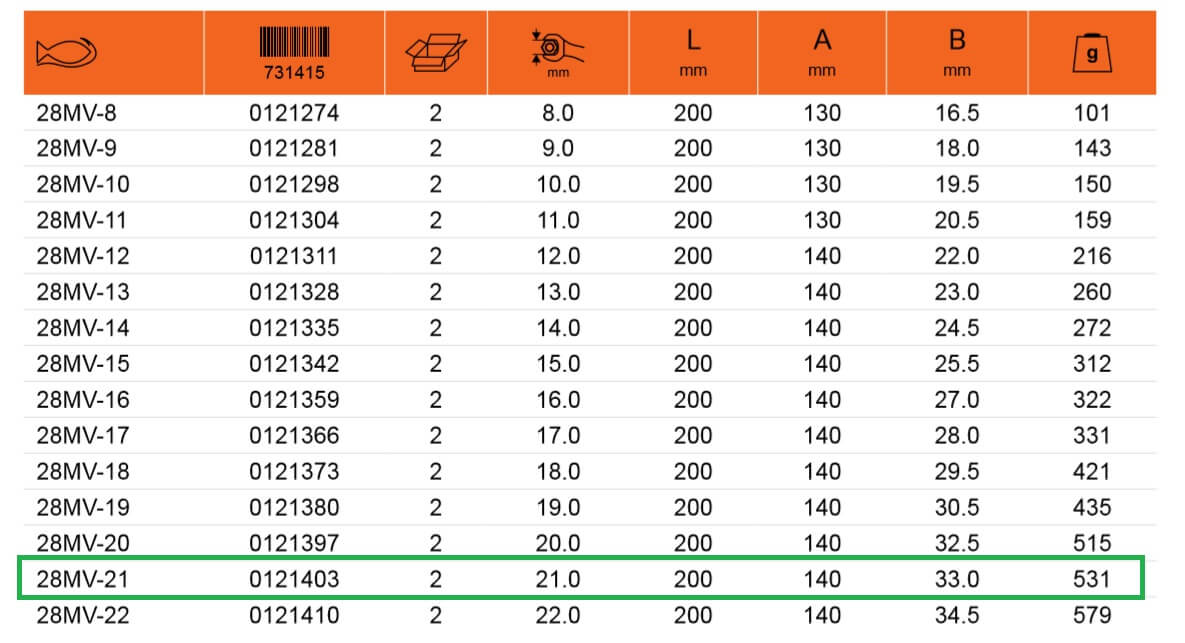 731415 mm L mm A mm B mm g
28MV-8 0121274 2 8.0 200 130 16.5 101
28MV-9 0121281 2 9.0 200 130 18.0 143
28MV-10 0121298 2 10.0 200 130 19.5 150
28MV-11 0121304 2 11.0 200 130 20.5 159
28MV-12 0121311 2 12.0 200 140 22.0 216
28MV-13 0121328 2 13.0 200 140 23.0 260
28MV-14 0121335 2 14.0 200 140 24.5 272
28MV-15 0121342 2 15.0 200 140 25.5 312
28MV-16 0121359 2 16.0 200 140 27.0 322
28MV-17 0121366 2 17.0 200 140 28.0 331
28MV-18 0121373 2 18.0 200 140 29.5 421
28MV-19 0121380 2 19.0 200 140 30.5 435
28MV-20 0121397 2 20.0 200 140 32.5 515
28MV-21 0121403 2 21.0 200 140 33.0 531
28MV-22 0121410 2 22.0 200 140 34.5 579